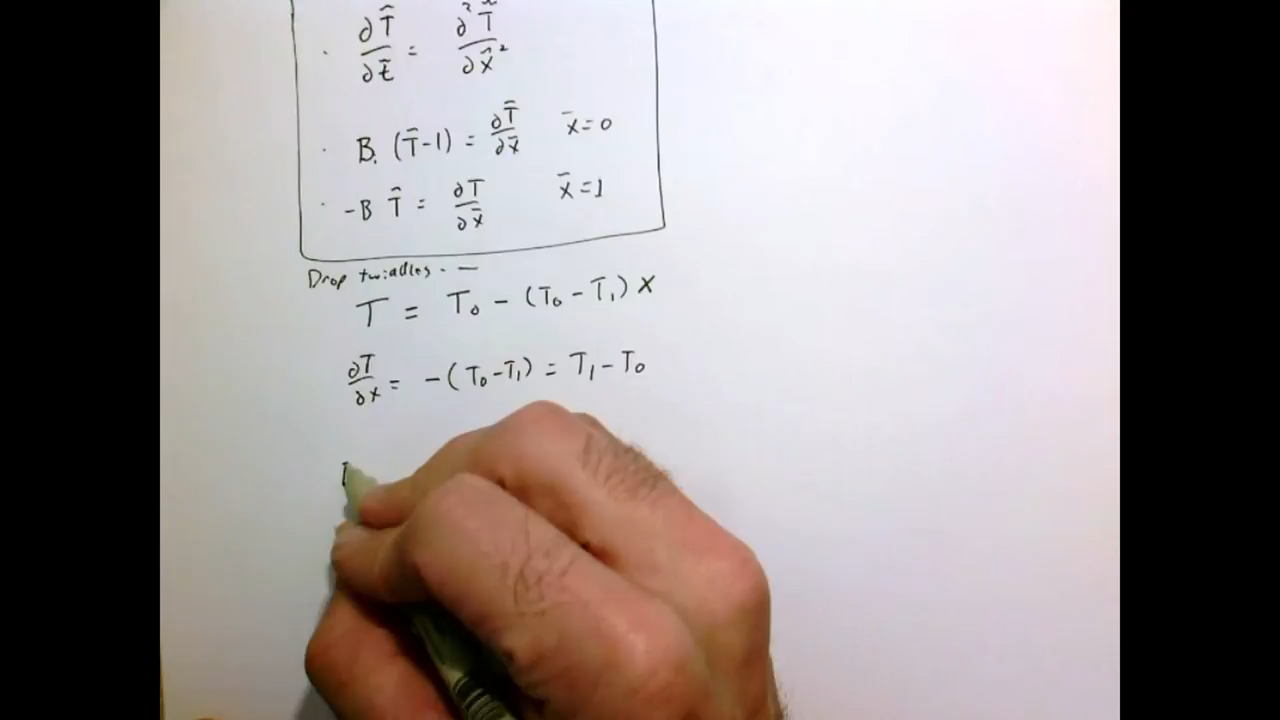 ∂T̃/∂t̃ = ∂²T̃/∂x̃²
B. (T̃-1) = ∂T̃/∂x̃ x̄=0
-B T̃ = ∂T/∂x̃ x̄=1
Drop twiddles.
T = T₀ - (T₀ - T₁) x
∂T/∂x = -(T₀-T₁) = T₁-T₀